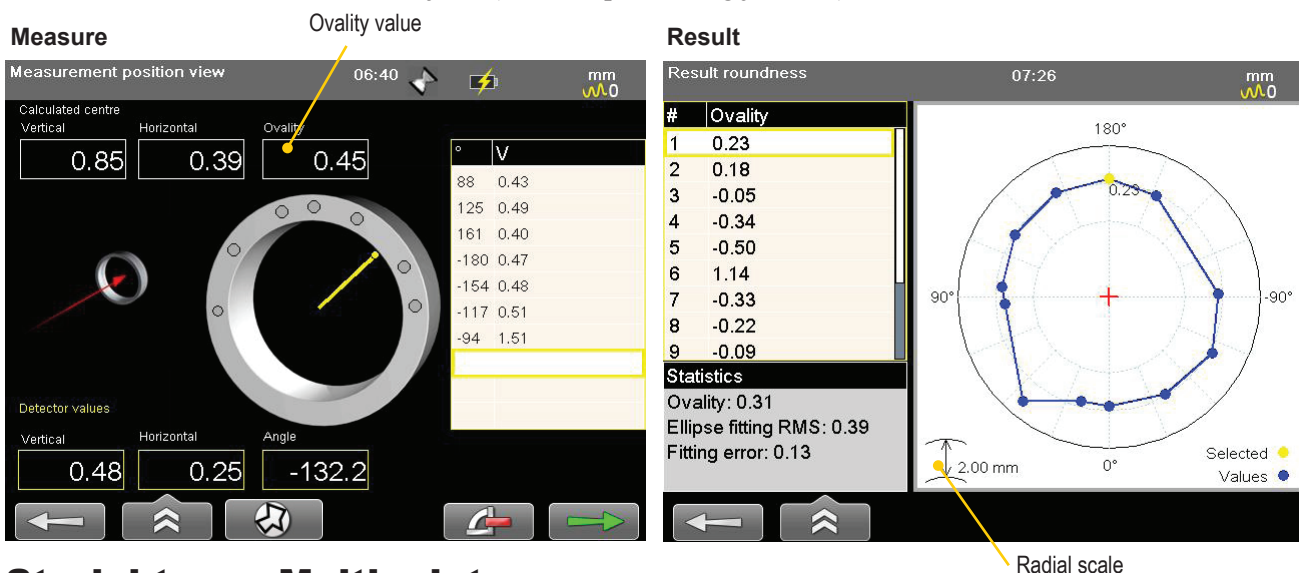 Ovality value
Measure
Measurement position view 06:40 mm
0
Calculated centre
Vertical Horizontal Ovality
0.85 0.39 0.45
° V
88 0.43
125 0.49
161 0.40
-180 0.47
-154 0.48
-117 0.51
-94 1.51
Detector values
Vertical Horizontal Angle
0.48 0.25 -132.2
Result
Result roundness 07:26 mm
0
# Ovality
1 0.23
2 0.18
3 -0.05
4 -0.34
5 -0.50
6 1.14
7 -0.33
8 -0.22
9 -0.09
Statistics
Ovality: 0.31
Ellipse fitting RMS: 0.39
Fitting error: 0.13
180°
0.23
90° -90°
0°
2.00 mm
Selected
Values
Radial scale